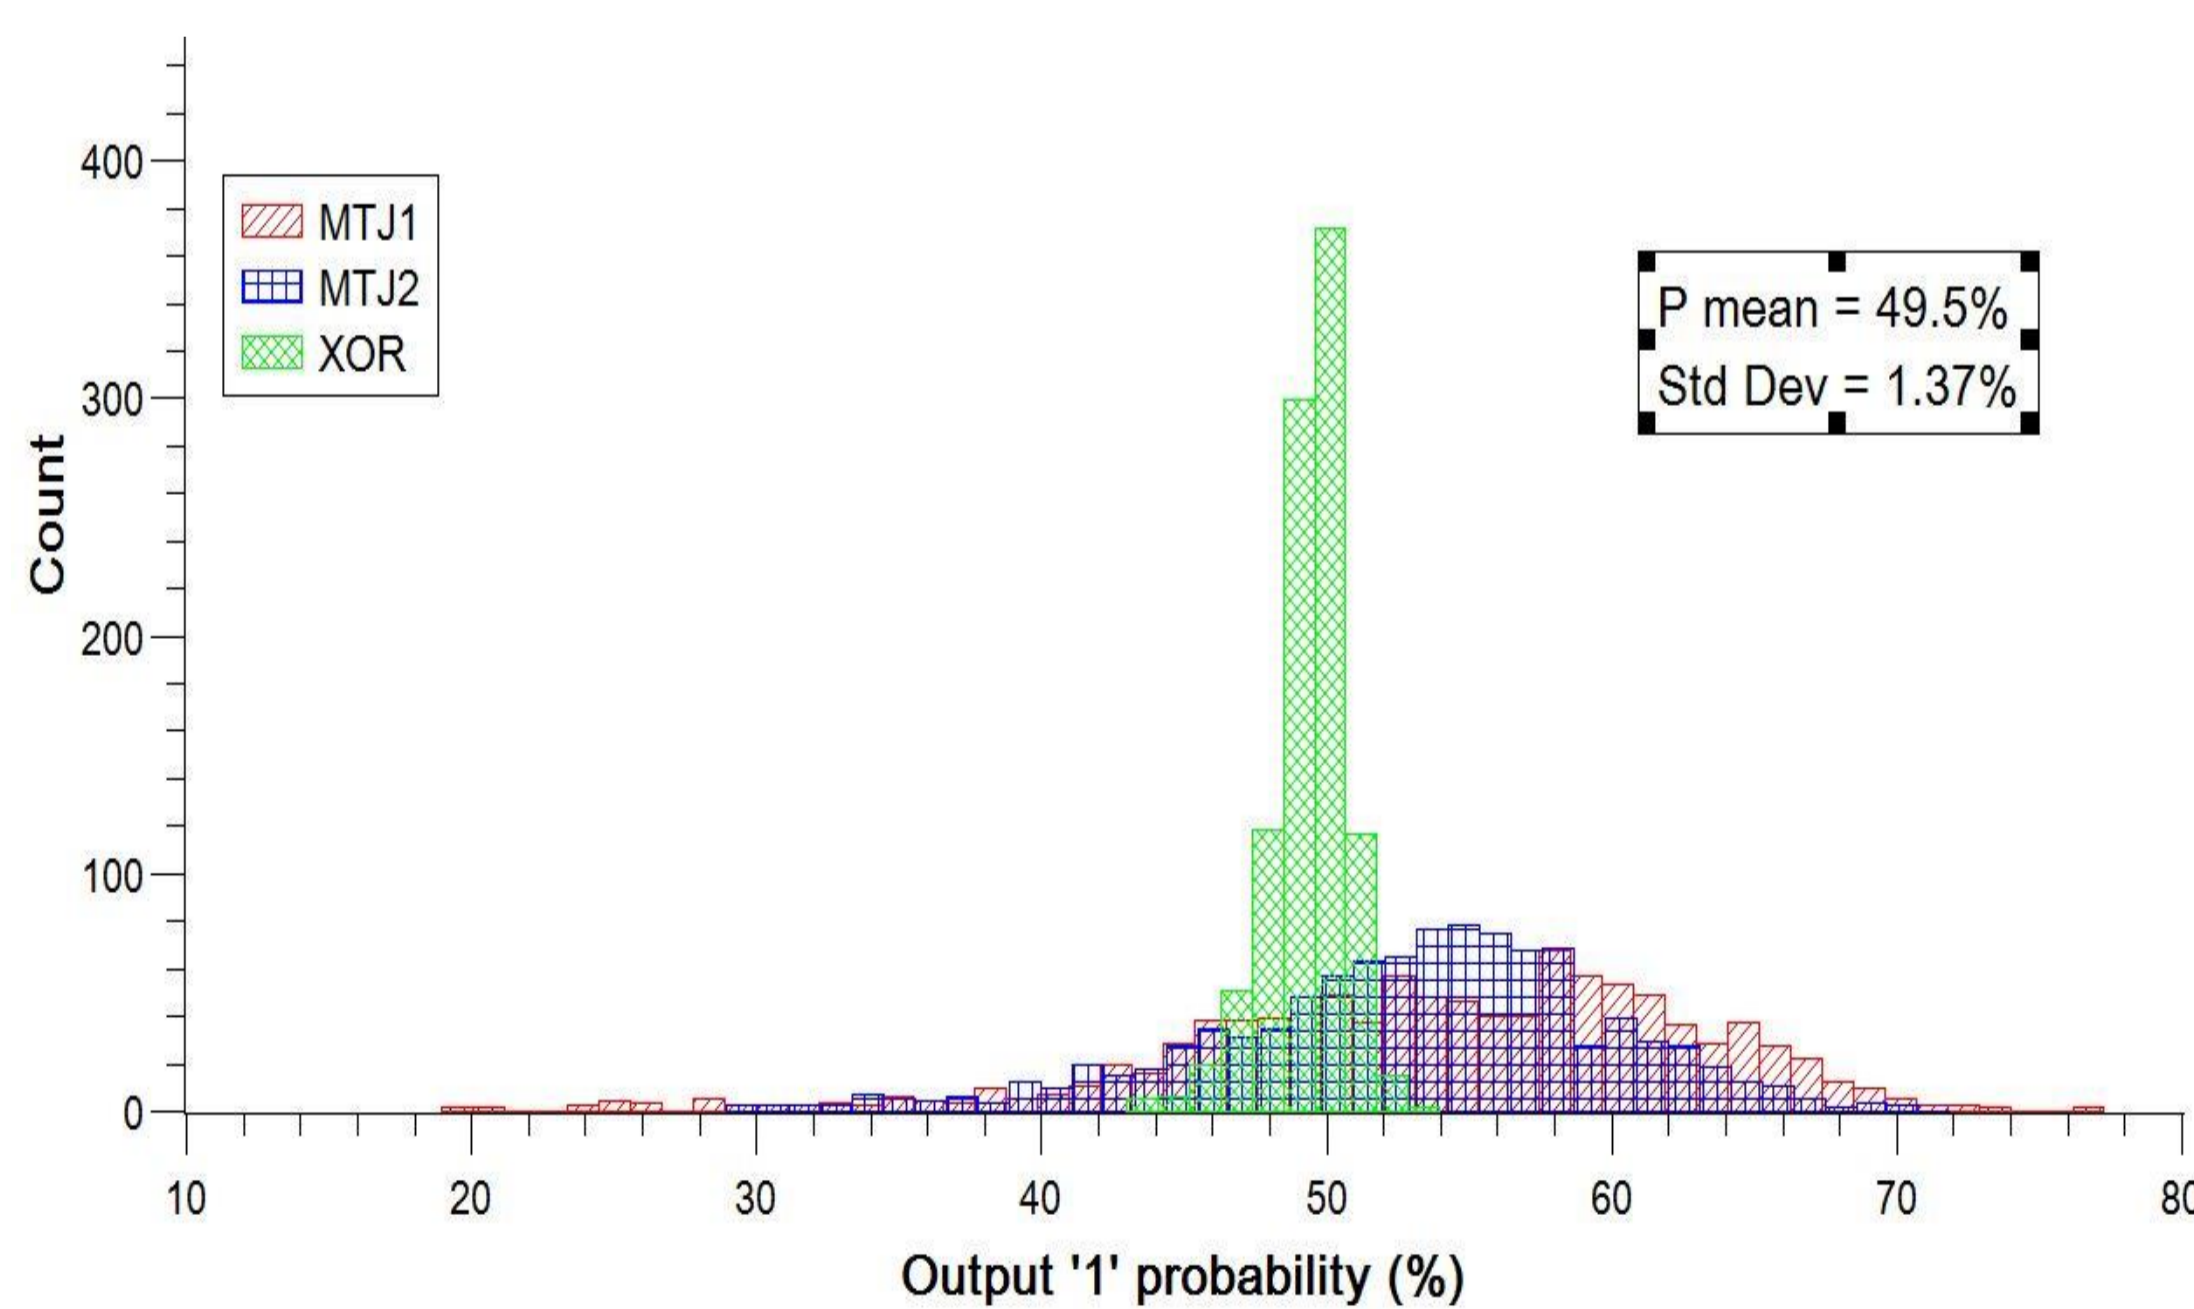 400
300
200
100
0
Count
MTJ1
MTJ2
XOR
P mean = 49.5%
Std Dev = 1.37%
10 20 30 40 50 60 70 80
Output '1' probability (%)